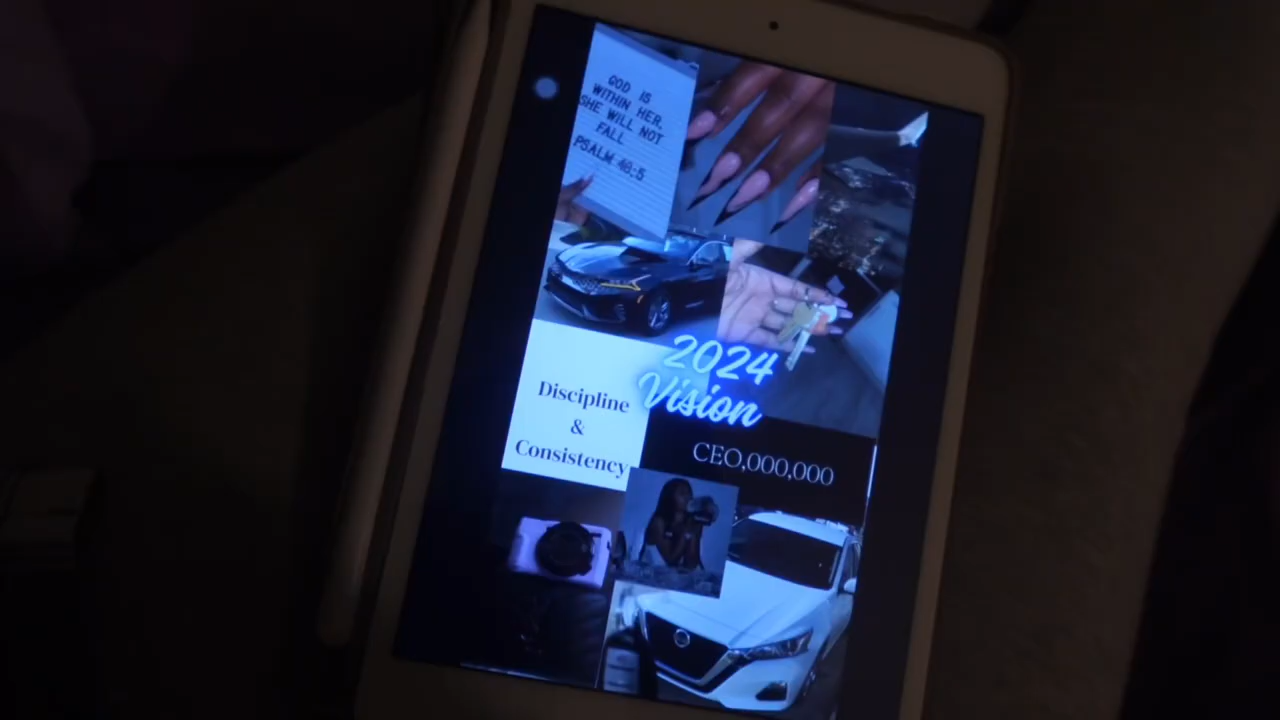 GOD IS
WITHIN HER,
SHE WILL NOT
FALL
PSALM 46:5
2024
Vision
Discipline
&
Consistency
CEO,000,000